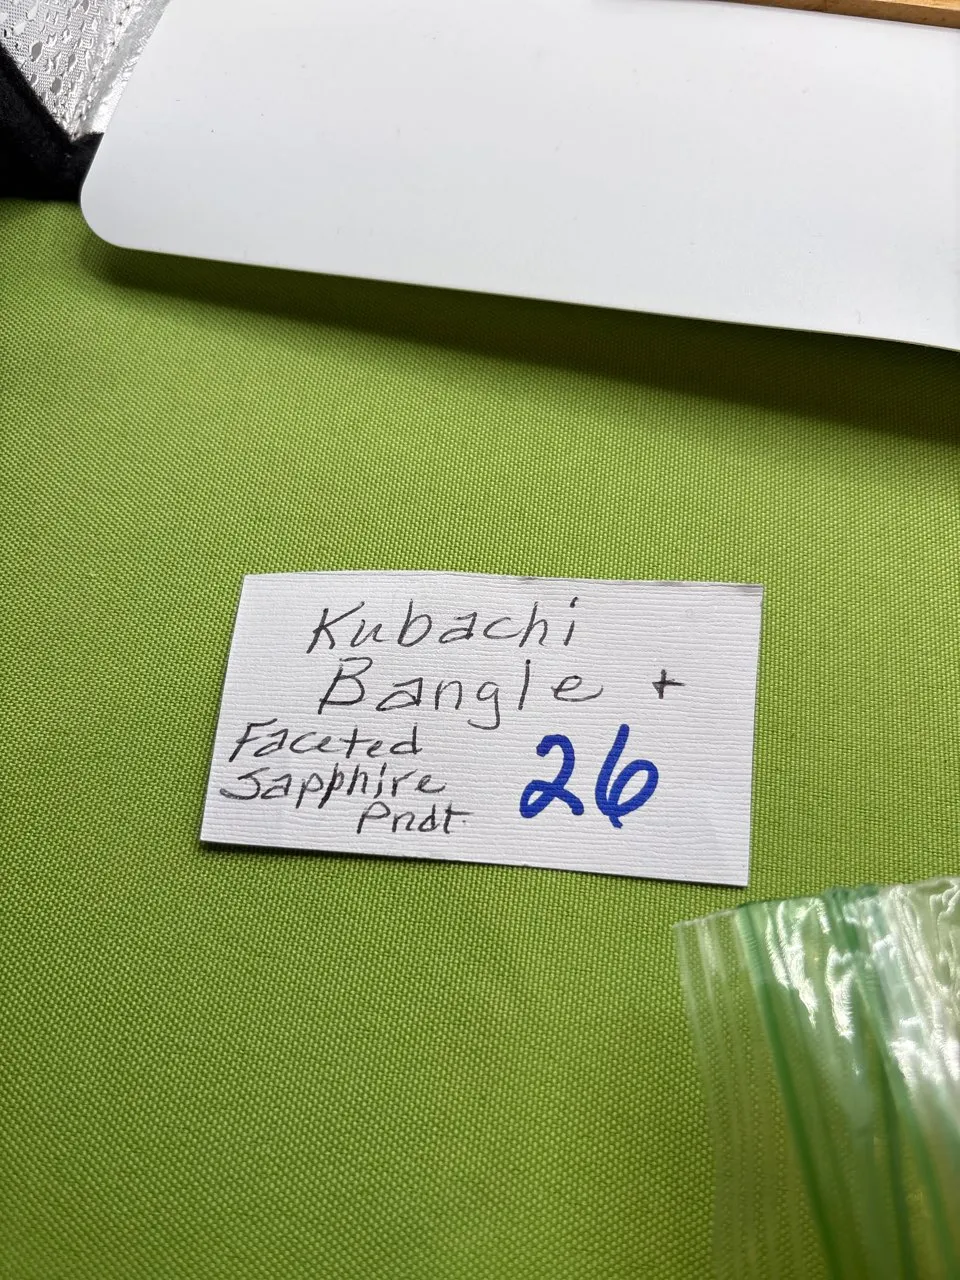 Kubachi
Bangle +
Faceted
Sapphire
Pndt.
26